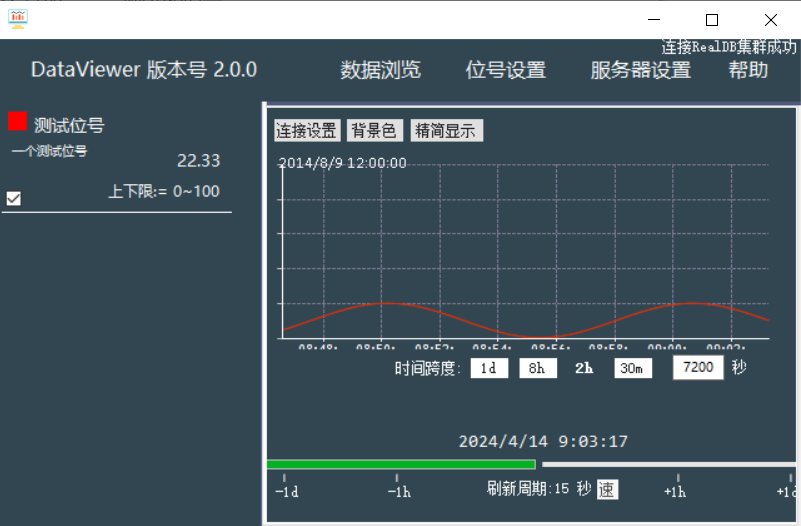 连接RealDB集群成功
DataViewer 版本号 2.0.0
数据浏览
位号设置
服务器设置
帮助
测试位号
一个测试位号
22.33
上下限:= 0~100
连接设置
背景色
精简显示
2014/8/9 12:00:00
08:48:
08:50:
08:52:
08:54:
08:56:
08:58:
09:00:
09:02:
时间跨度:
1d
8h
2h
30m
7200
秒
2024/4/14 9:03:17
-1d
-1h
刷新周期:15 秒
速
+1h
+1d